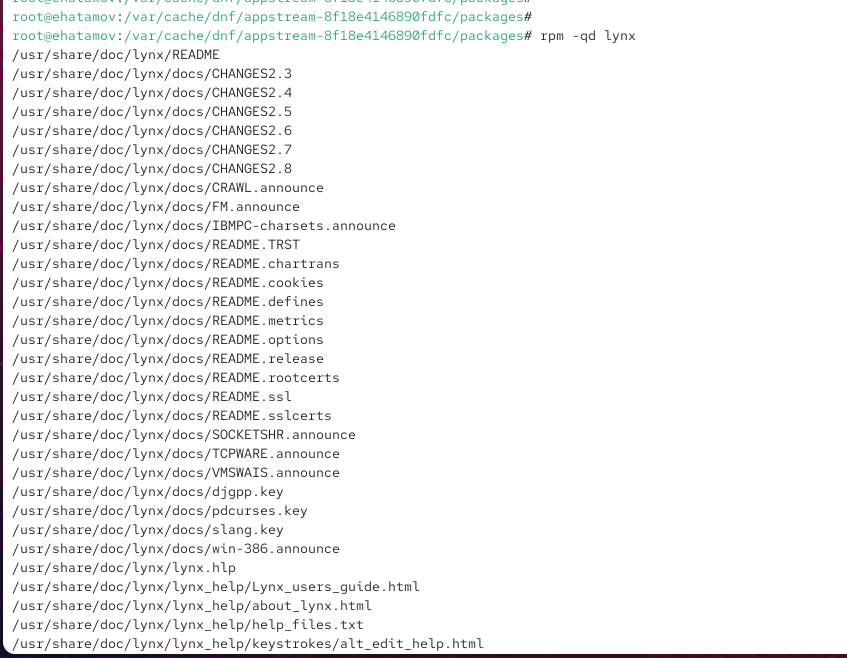 root@ehatamov:/var/cache/dnf/appstream-8f18e4146890fdfc/packages#
root@ehatamov:/var/cache/dnf/appstream-8f18e4146890fdfc/packages#
root@ehatamov:/var/cache/dnf/appstream-8f18e4146890fdfc/packages# rpm -qd lynx
/usr/share/doc/lynx/README
/usr/share/doc/lynx/docs/CHANGES2.3
/usr/share/doc/lynx/docs/CHANGES2.4
/usr/share/doc/lynx/docs/CHANGES2.5
/usr/share/doc/lynx/docs/CHANGES2.6
/usr/share/doc/lynx/docs/CHANGES2.7
/usr/share/doc/lynx/docs/CHANGES2.8
/usr/share/doc/lynx/docs/CRAWL.announce
/usr/share/doc/lynx/docs/FM.announce
/usr/share/doc/lynx/docs/IBMPC-charsets.announce
/usr/share/doc/lynx/docs/README.TRST
/usr/share/doc/lynx/docs/README.chartrans
/usr/share/doc/lynx/docs/README.cookies
/usr/share/doc/lynx/docs/README.defines
/usr/share/doc/lynx/docs/README.metrics
/usr/share/doc/lynx/docs/README.options
/usr/share/doc/lynx/docs/README.release
/usr/share/doc/lynx/docs/README.rootcerts
/usr/share/doc/lynx/docs/README.ssl
/usr/share/doc/lynx/docs/README.sslcerts
/usr/share/doc/lynx/docs/SOCKETSHR.announce
/usr/share/doc/lynx/docs/TCPWARE.announce
/usr/share/doc/lynx/docs/VMSWAIS.announce
/usr/share/doc/lynx/docs/djgpp.key
/usr/share/doc/lynx/docs/pdcurses.key
/usr/share/doc/lynx/docs/slang.key
/usr/share/doc/lynx/docs/win-386.announce
/usr/share/doc/lynx/lynx.hlp
/usr/share/doc/lynx/lynx_help/Lynx_users_guide.html
/usr/share/doc/lynx/lynx_help/about_lynx.html
/usr/share/doc/lynx/lynx_help/help_files.txt
/usr/share/doc/lynx/lynx_help/keystrokes/alt_edit_help.html